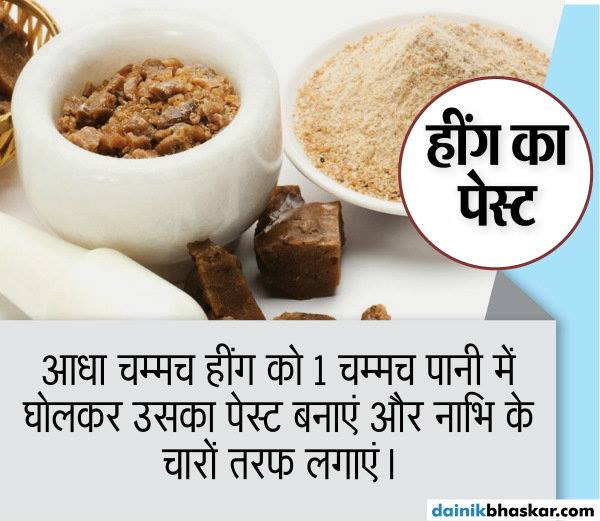 हींग का
पेस्ट
आधा चम्मच हींग को 1 चम्मच पानी में
घोलकर उसका पेस्ट बनाएं और नाभि के
चारों तरफ लगाएं।
dainikbhaskar.com